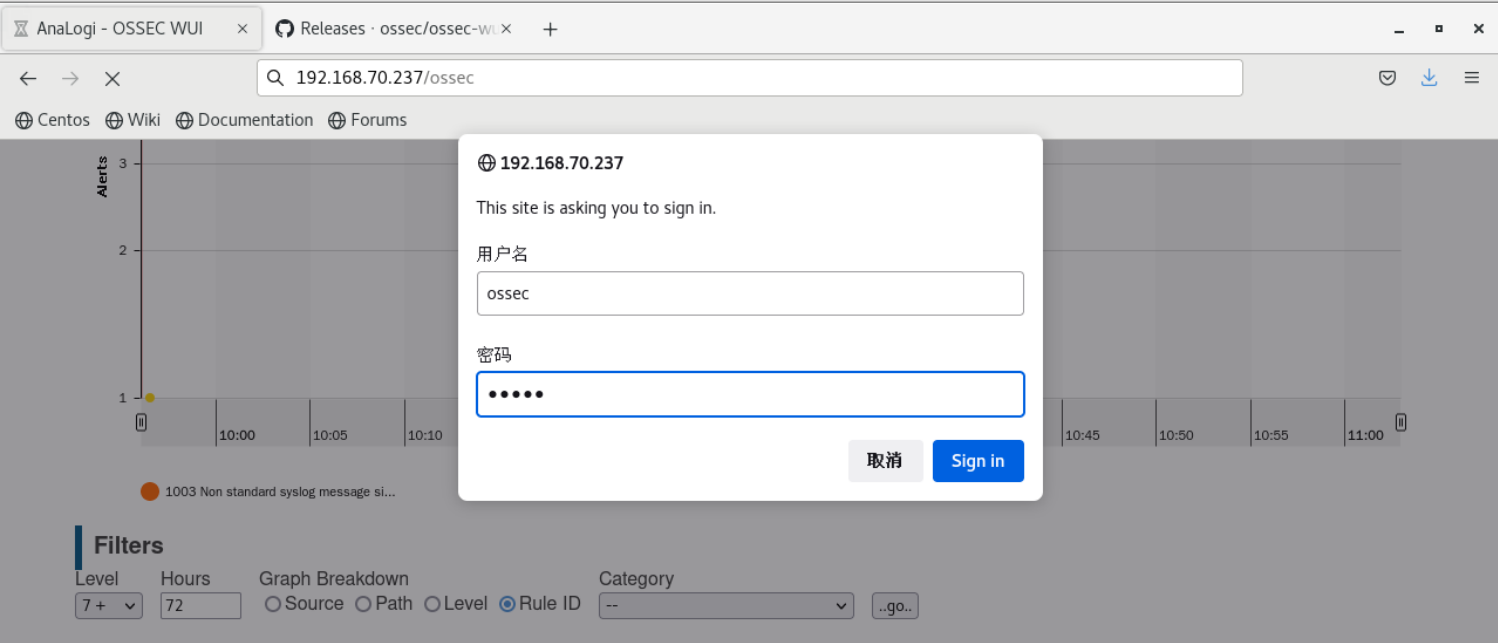 AnaLogi - OSSEC WUI
Releases · ossec/ossec-wu
192.168.70.237/ossec
Centos Wiki Documentation Forums
192.168.70.237
This site is asking you to sign in.
用户名
ossec
密码
•••••
取消 Sign in
Alerts
3
2
1
10:00 10:05 10:10 10:45 10:50 10:55 11:00
1003 Non standard syslog message si...
Filters
Level Hours Graph Breakdown Category
7 + 72 Source Path Level Rule ID -- ..go..